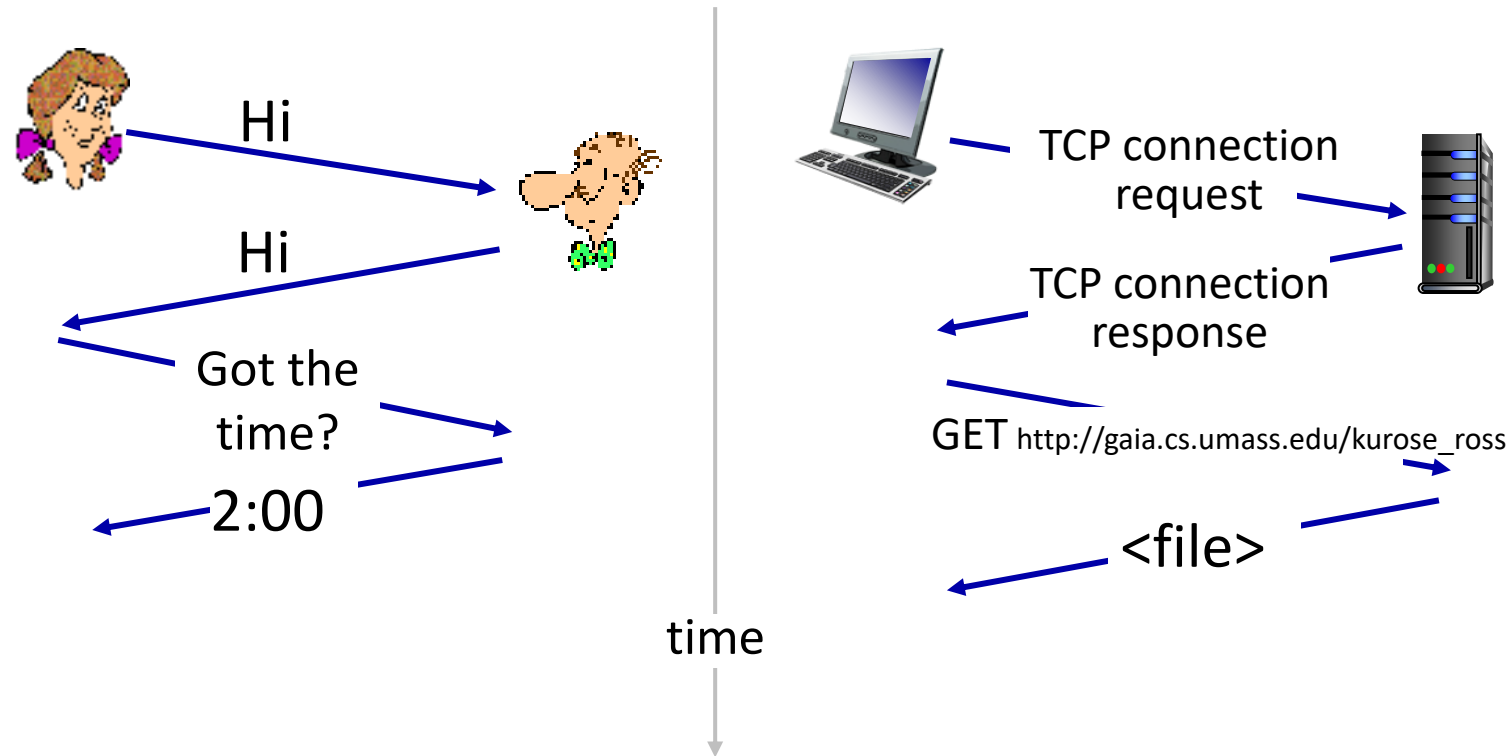 Hi
Hi
Got the
time?
2:00
time
TCP connection
request
TCP connection
response
GET http://gaia.cs.umass.edu/kurose_ross
<file>